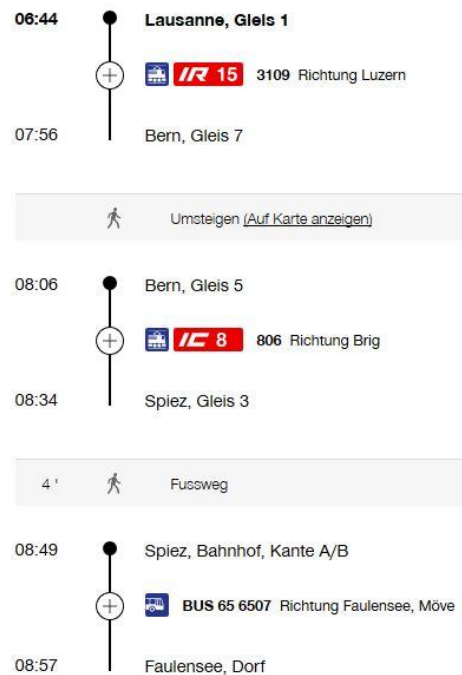 06:44 Lausanne, Gleis 1
IR 15 3109 Richtung Luzern
07:56 Bern, Gleis 7
Umsteigen (Auf Karte anzeigen)
08:06 Bern, Gleis 5
IC 8 806 Richtung Brig
08:34 Spiez, Gleis 3
4 ' Fussweg
08:49 Spiez, Bahnhof, Kante A/B
BUS 65 6507 Richtung Faulensee, Möve
08:57 Faulensee, Dorf